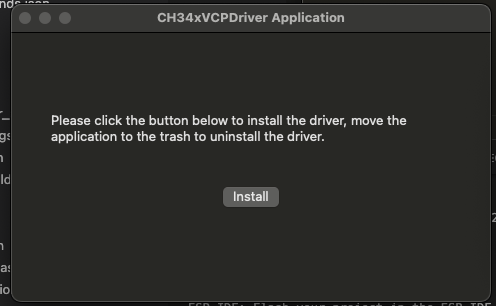 CH34xVCPDriver Application
Please click the button below to install the driver, move the
application to the trash to uninstall the driver.
Install